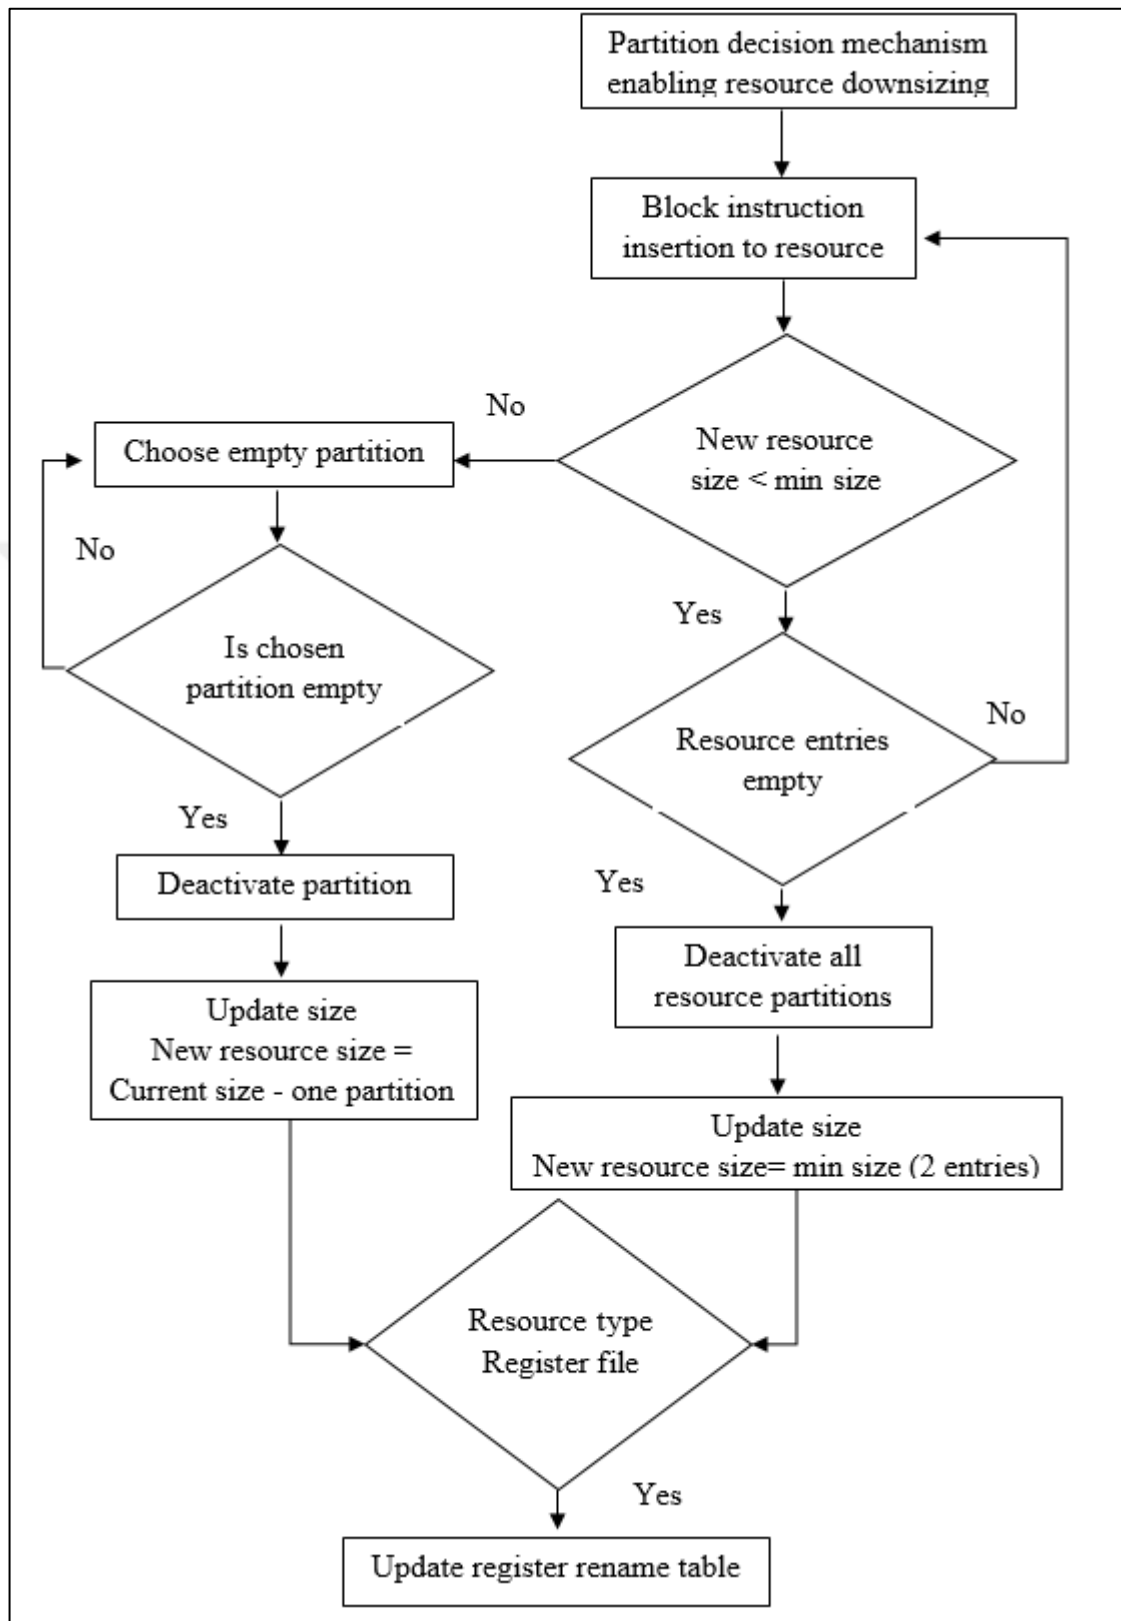 Partition decision mechanism
enabling resource downsizing
Block instruction
insertion to resource
No
New resource
size < min size
Choose empty partition
No
Yes
Is chosen
partition empty
No
Resource entries
empty
Yes
Deactivate partition
Yes
Deactivate all
resource partitions
Update size
New resource size =
Current size - one partition
Update size
New resource size= min size (2 entries)
Resource type
Register file
Yes
Update register rename table